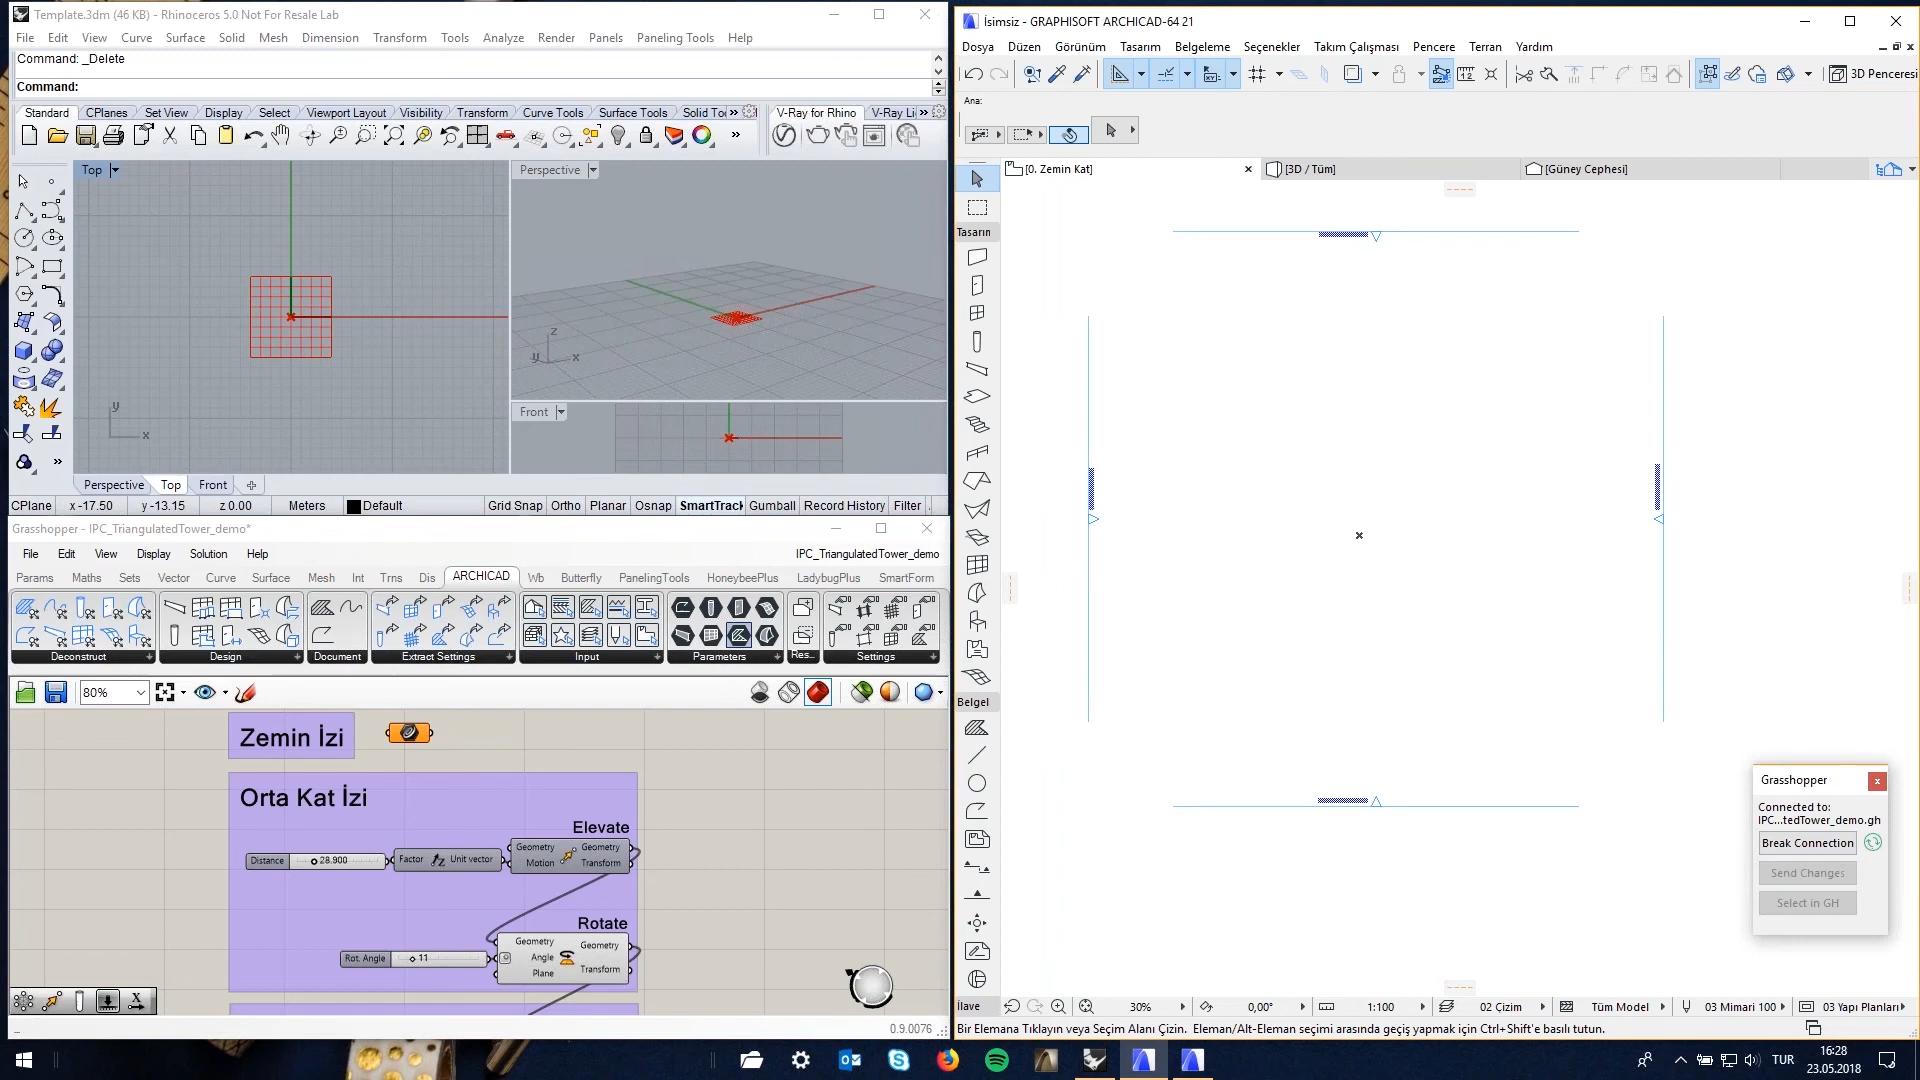 Template.3dm (46 KB) - Rhinoceros 5.0 Not For Resale Lab
File Edit View Curve Surface Solid Mesh Dimension Transform Tools Analyze Render Panels Paneling Tools Help
Command: _Delete
Command:
Standard CPlanes Set View Display Select Viewport Layout Visibility Transform Curve Tools Surface Tools Solid Too » V-Ray for Rhino V-Ray Li »
Top
Perspective
z
y
x
Front
y
x
Perspective Top Front
CPlane x -17.50 y -13.15 z 0.00 Meters Default Grid Snap Ortho Planar Osnap SmartTrack Gumball Record History Filter
Grasshopper - IPC_TriangulatedTower_demo*
File Edit View Display Solution Help IPC_TriangulatedTower_demo
Params Maths Sets Vector Curve Surface Mesh Int Trns Dis ARCHICAD Wb Butterfly PanelingTools HoneybeePlus LadybugPlus SmartForm
Deconstruct Design Document Extract Settings Input Parameters Res... Settings
80%
Zemin İzi
Orta Kat İzi
Elevate
Distance 28.900 Factor Z Unit vector Geometry Motion Geometry Transform
Rotate
Rot. Angle 11 Geometry Angle Plane Geometry Transform
0.9.0076
İsimsiz - GRAPHISOFT ARCHICAD-64 21
Dosya Düzen Görünüm Tasarım Belgeleme Seçenekler Takım Çalışması Pencere Terran Yardım
3D Penceresi
Ana:
[0. Zemin Kat] [3D / Tüm] [Güney Cephesi]
Tasarın
Belgel
İlave
Grasshopper
Connected to:
IPC...tedTower_demo.gh
Break Connection
Send Changes
Select in GH
30% 0,00° 1:100 02 Çizim Tüm Model 03 Mimari 100 03 Yapı Planları
Bir Elemana Tıklayın veya Seçim Alanı Çizin. Eleman/Alt-Eleman seçimi arasında geçiş yapmak için Ctrl+Shift'e basılı tutun.
TUR
16:28
23.05.2018